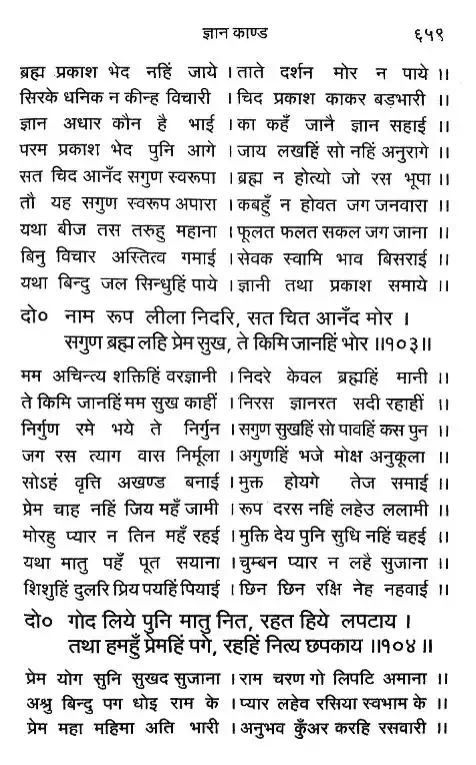 ज्ञान काण्ड ६५९
ब्रह्म प्रकाश भेद नहिं जाये । ताते दर्शन मोर न पाये ।।
सिरके धनिक न कीन्ह विचारी । चिद प्रकाश काकर बड़भारी ।।
ज्ञान अधार कौन है भाई । का कहँ जानै ज्ञान सहाई ।।
परम प्रकाश भेद पुनि आगे । जाय लखहिं सो नहिं अनुरागे ।।
सत चिद आनँद सगुण स्वरूपा । ब्रह्म न होत्यो जो रस भूपा ।।
तौ यह सगुण स्वरूप अपारा । कबहुँ न होवत जग जनवारा ।।
यथा बीज तस तरुहु महाना । फूलत फलत सकल जग जाना ।।
बिनु विचार अस्तित्व गमाई । सेवक स्वामि भाव बिसराई ।।
यथा बिन्दु जल सिन्धुहिं पाये । ज्ञानी तथा प्रकाश समाये ।।
दो० नाम रूप लीला निदरि, सत चित आनँद मोर ।
सगुण ब्रह्म लहि प्रेम सुख, ते किमि जानहिं भोर ।।१०३।।
मम अचिन्त्य शक्तिहिं वरज्ञानी । निदरे केवल ब्रह्महिं मानी ।।
ते किमि जानहिं मम सुख काहीं । निरस ज्ञानरत सदी रहाहीं ।।
निर्गुण रमे भये ते निर्गुन । सगुण सुखहिं सो पावहिं कस पुन
जग रस त्याग वास निर्मूला । अगुणहिं भजे मोक्ष अनुकूला ।।
सोऽहं वृत्ति अखण्ड बनाई । मुक्त होयगे तेज समाई ।।
प्रेम चाह नहिं जिय महँ जामी । रूप दरस नहिं लहेउ ललामी ।।
मोरहु प्यार न तिन महँ रहई । मुक्ति देय पुनि सुधि नहिं चहई ।।
यथा मातु पहँ पूत सयाना । चुम्बन प्यार न लहै सुजाना ।।
शिशुहिं दुलरि प्रिय पयहिं पियाई । छिन छिन रक्षि नेह नहवाई ।।
दो० गोद लिये पुनि मातु नित, रहत हिये लपटाय ।
तथा हमहुँ प्रेमहिं पगे, रहहिं नित्य छपकाय ।।१०४।।
प्रेम योग सुनि सुखद सुजाना । राम चरण गो लिपटि अमाना ।।
अश्रु बिन्दु पग धोइ राम के । प्यार लहेव रसिया स्वभाम के ।।
प्रेम महा महिमा अति भारी । अनुभव कुँअर करहि रसवारी ।।